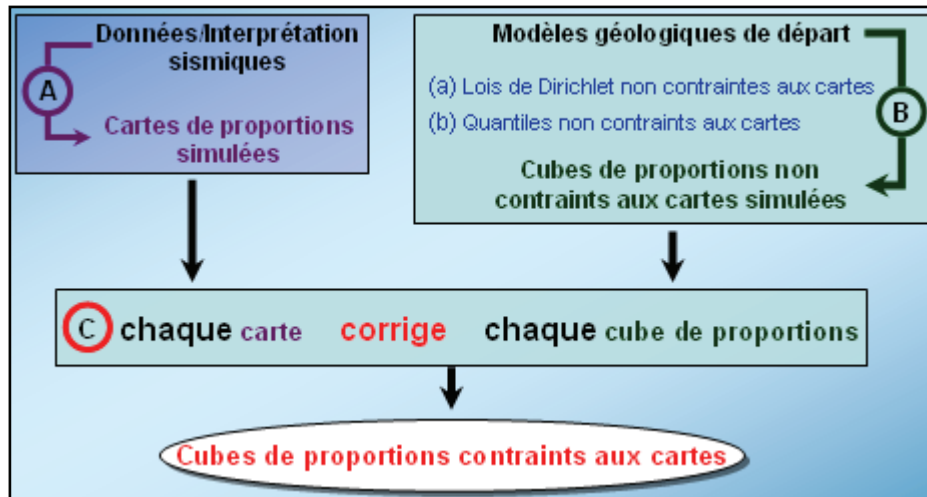 Données/Interprétation
sismiques
A
Cartes de proportions
simulées
Modèles géologiques de départ
(a) Lois de Dirichlet non contraintes aux cartes
(b) Quantiles non contraints aux cartes
B
Cubes de proportions non
contraints aux cartes simulées
C chaque carte corrige chaque cube de proportions
Cubes de proportions contraints aux cartes